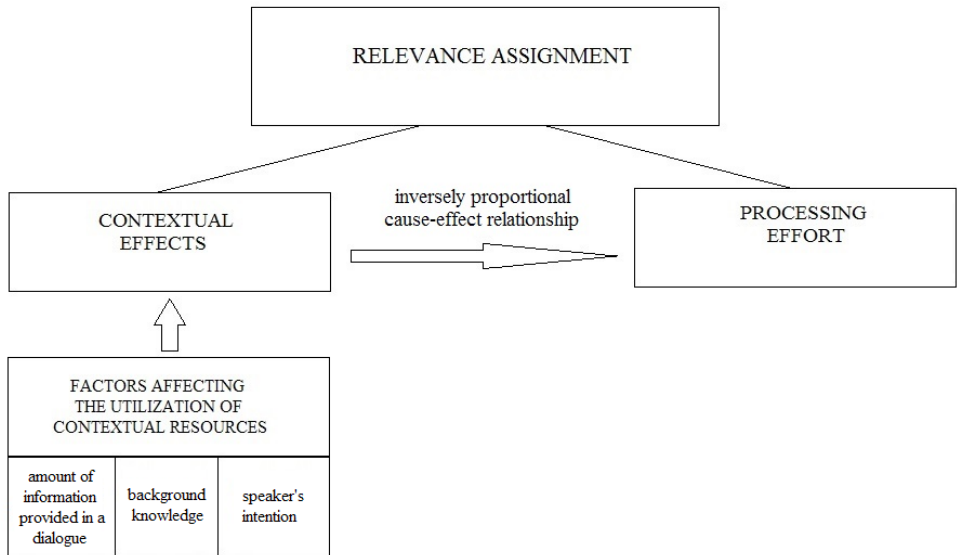 RELEVANCE ASSIGNMENT
inversely proportional
cause-effect relationship
CONTEXTUAL
EFFECTS
PROCESSING
EFFORT
FACTORS AFFECTING
THE UTILIZATION OF
CONTEXTUAL RESOURCES
amount of
information
provided in a
dialogue
background
knowledge
speaker's
intention